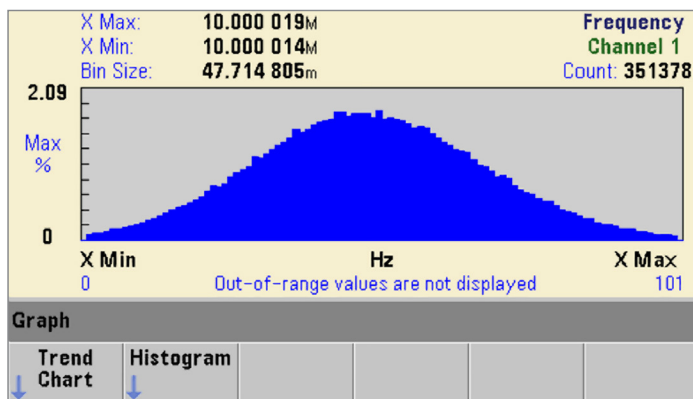 X Max: 10.000 019M Frequency
X Min: 10.000 014M Channel 1
Bin Size: 47.714 805m Count: 351378
2.09
Max
%
0
X Min Hz X Max
0 Out-of-range values are not displayed 101
Graph
Trend Chart
Histogram